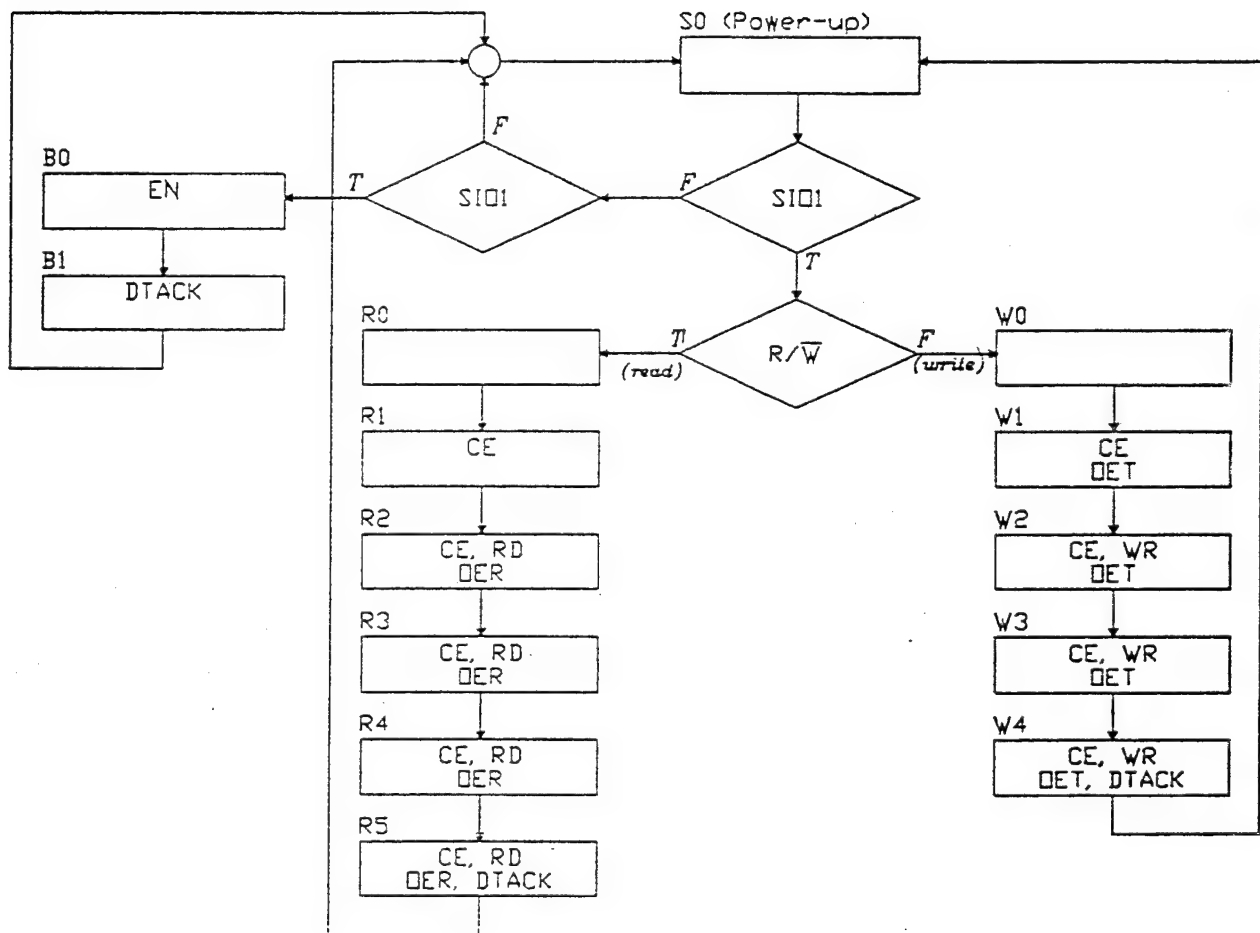 S0 (Power-up)
F
B0
EN
T
SIO1
F
SIO1
B1
DTACK
T
R0
T
(read)
R/W̅
F
(write)
W0
R1
CE
W1
CE
OET
R2
CE, RD
OER
W2
CE, WR
OET
R3
CE, RD
OER
W3
CE, WR
OET
R4
CE, RD
OER
W4
CE, WR
OET, DTACK
R5
CE, RD
OER, DTACK